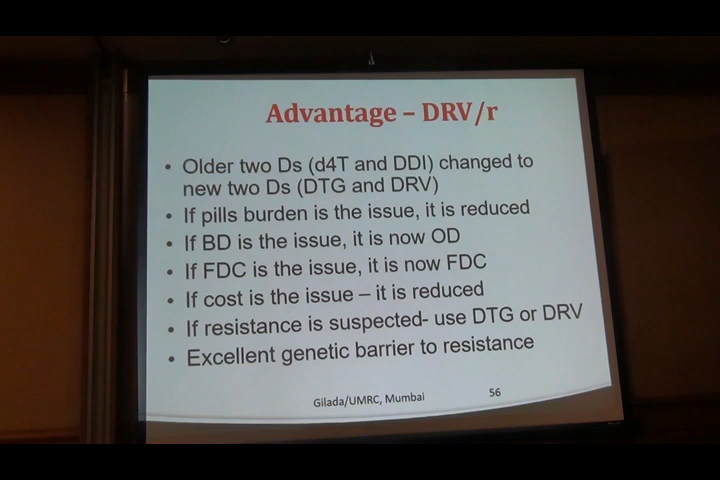 Advantage – DRV/r
• Older two Ds (d4T and DDI) changed to
new two Ds (DTG and DRV)
• If pills burden is the issue, it is reduced
• If BD is the issue, it is now OD
• If FDC is the issue, it is now FDC
• If cost is the issue – it is reduced
• If resistance is suspected- use DTG or DRV
• Excellent genetic barrier to resistance
Gilada/UMRC, Mumbai 56